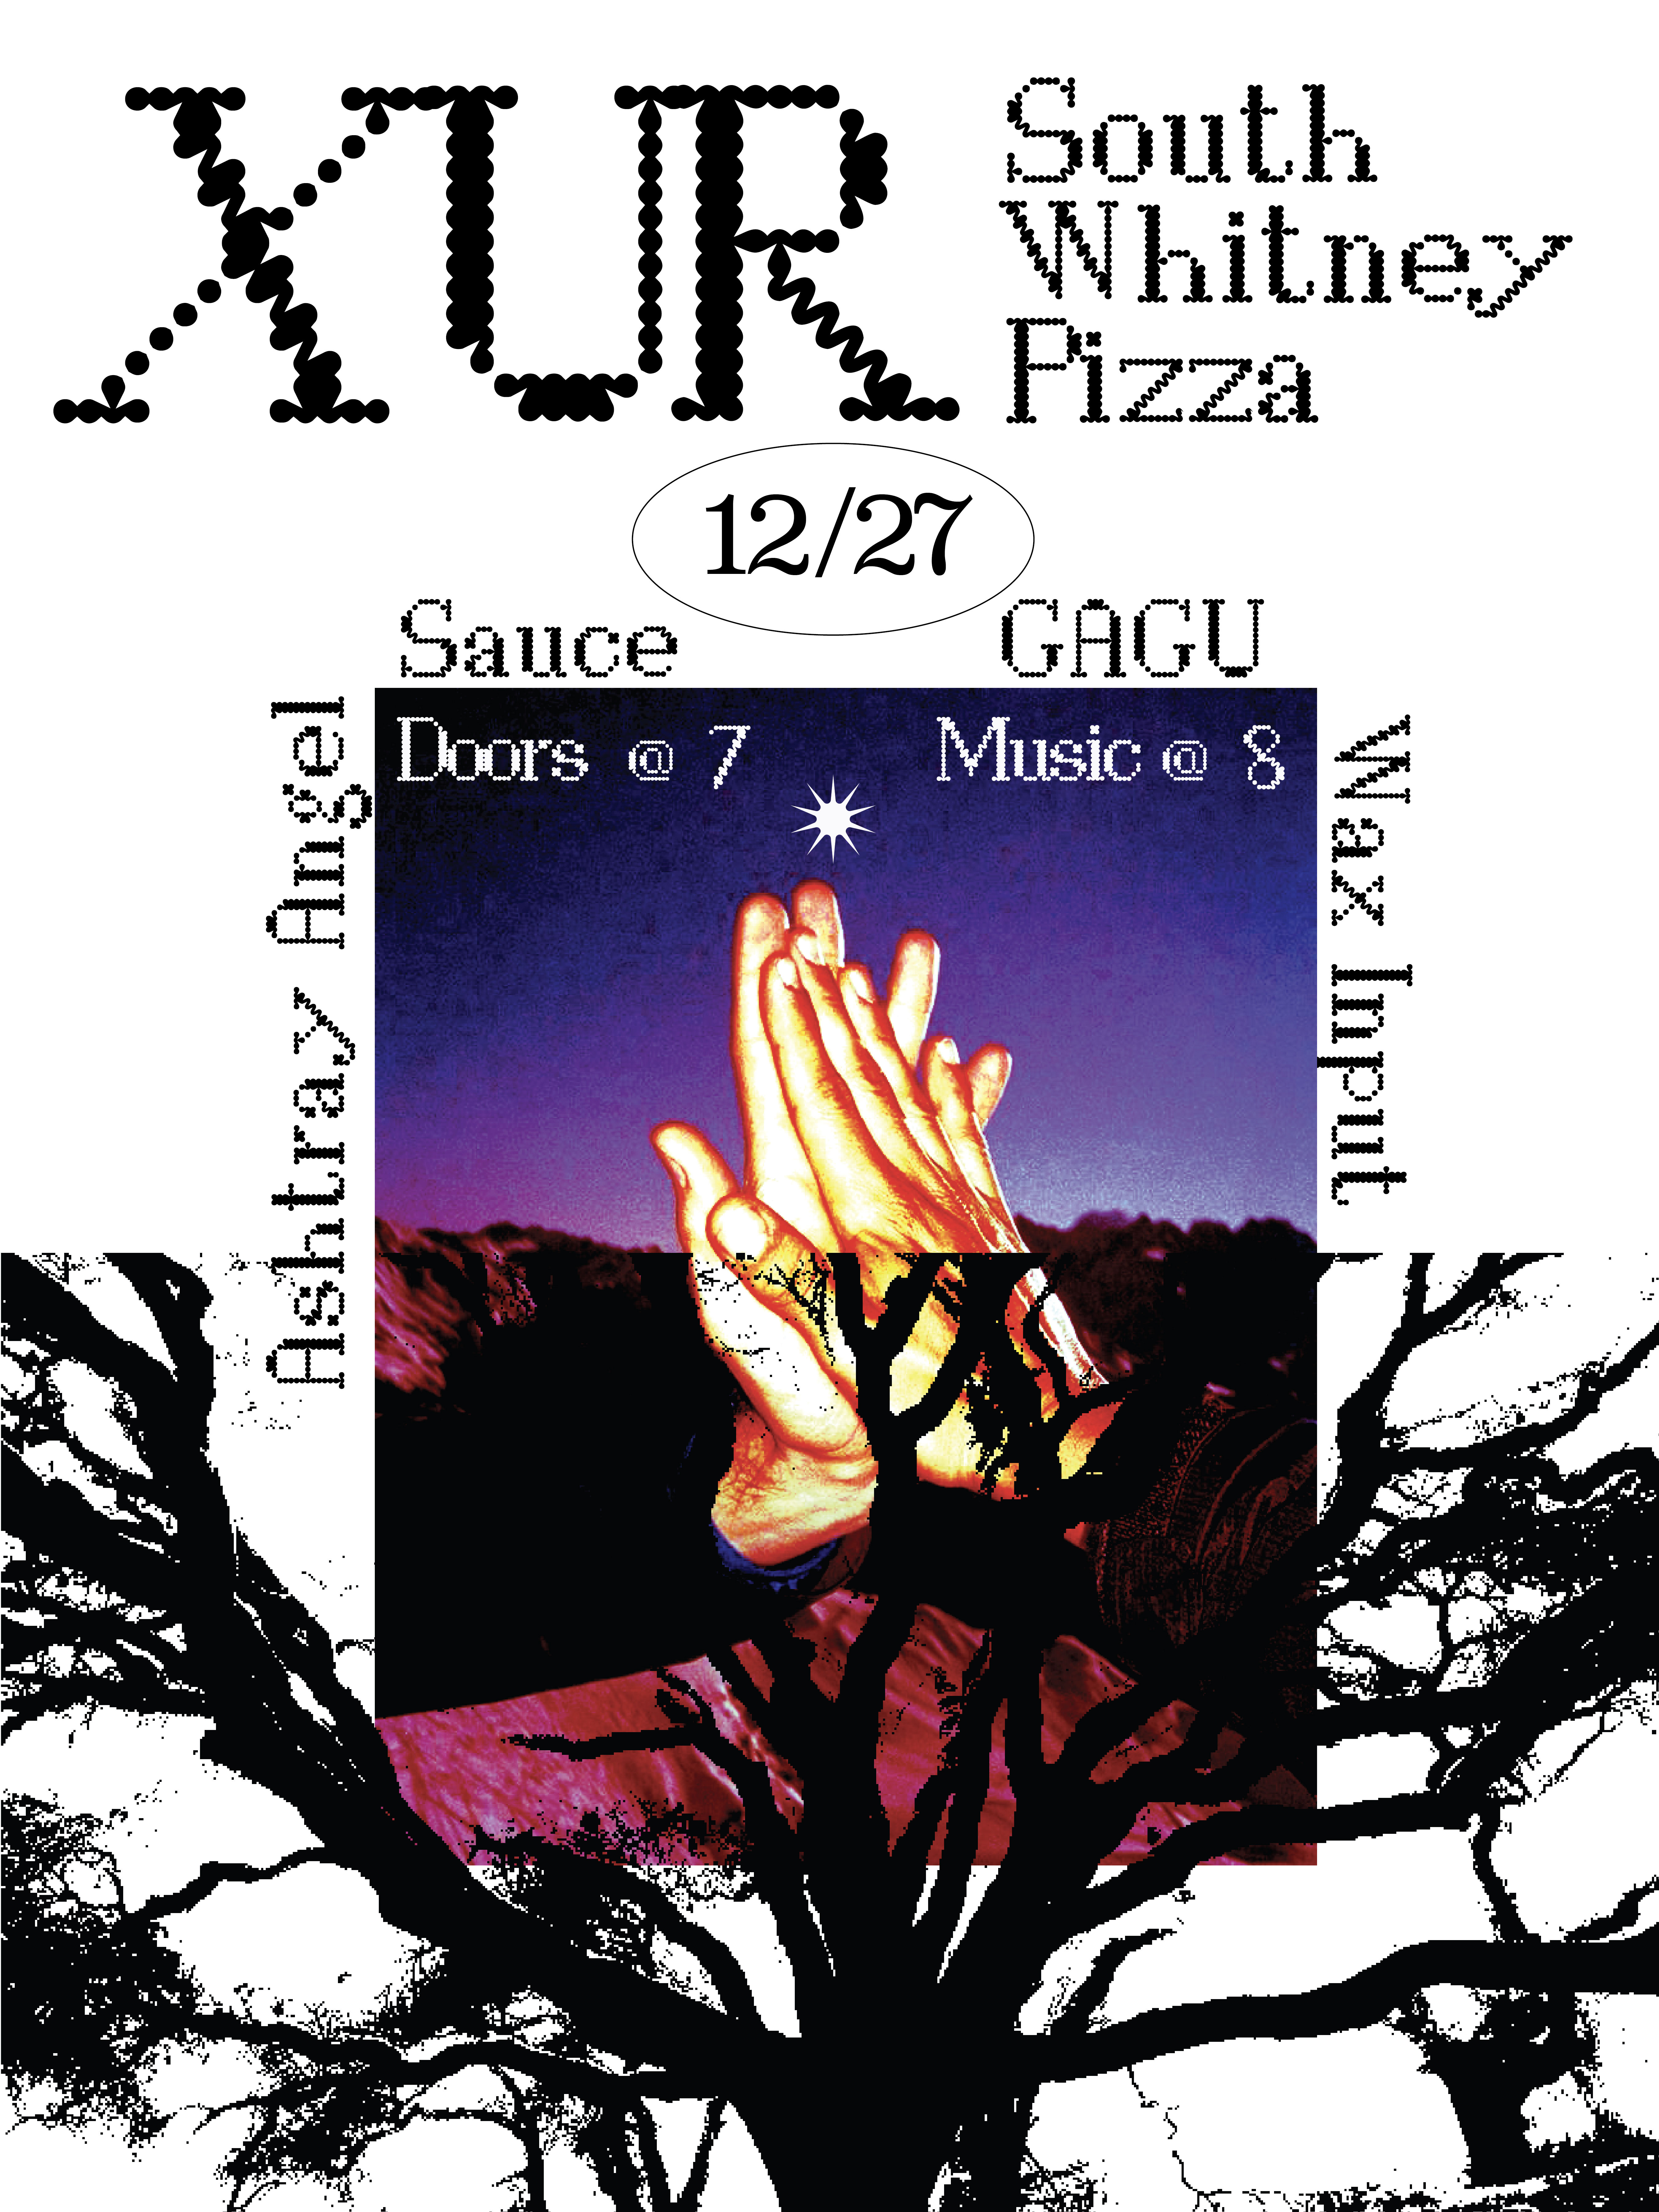 XUR
South
Whitney
Pizza
12/27
Sauce
GAGU
Doors @ 7
Music @ 8
Ashtray Angel
Wax Input